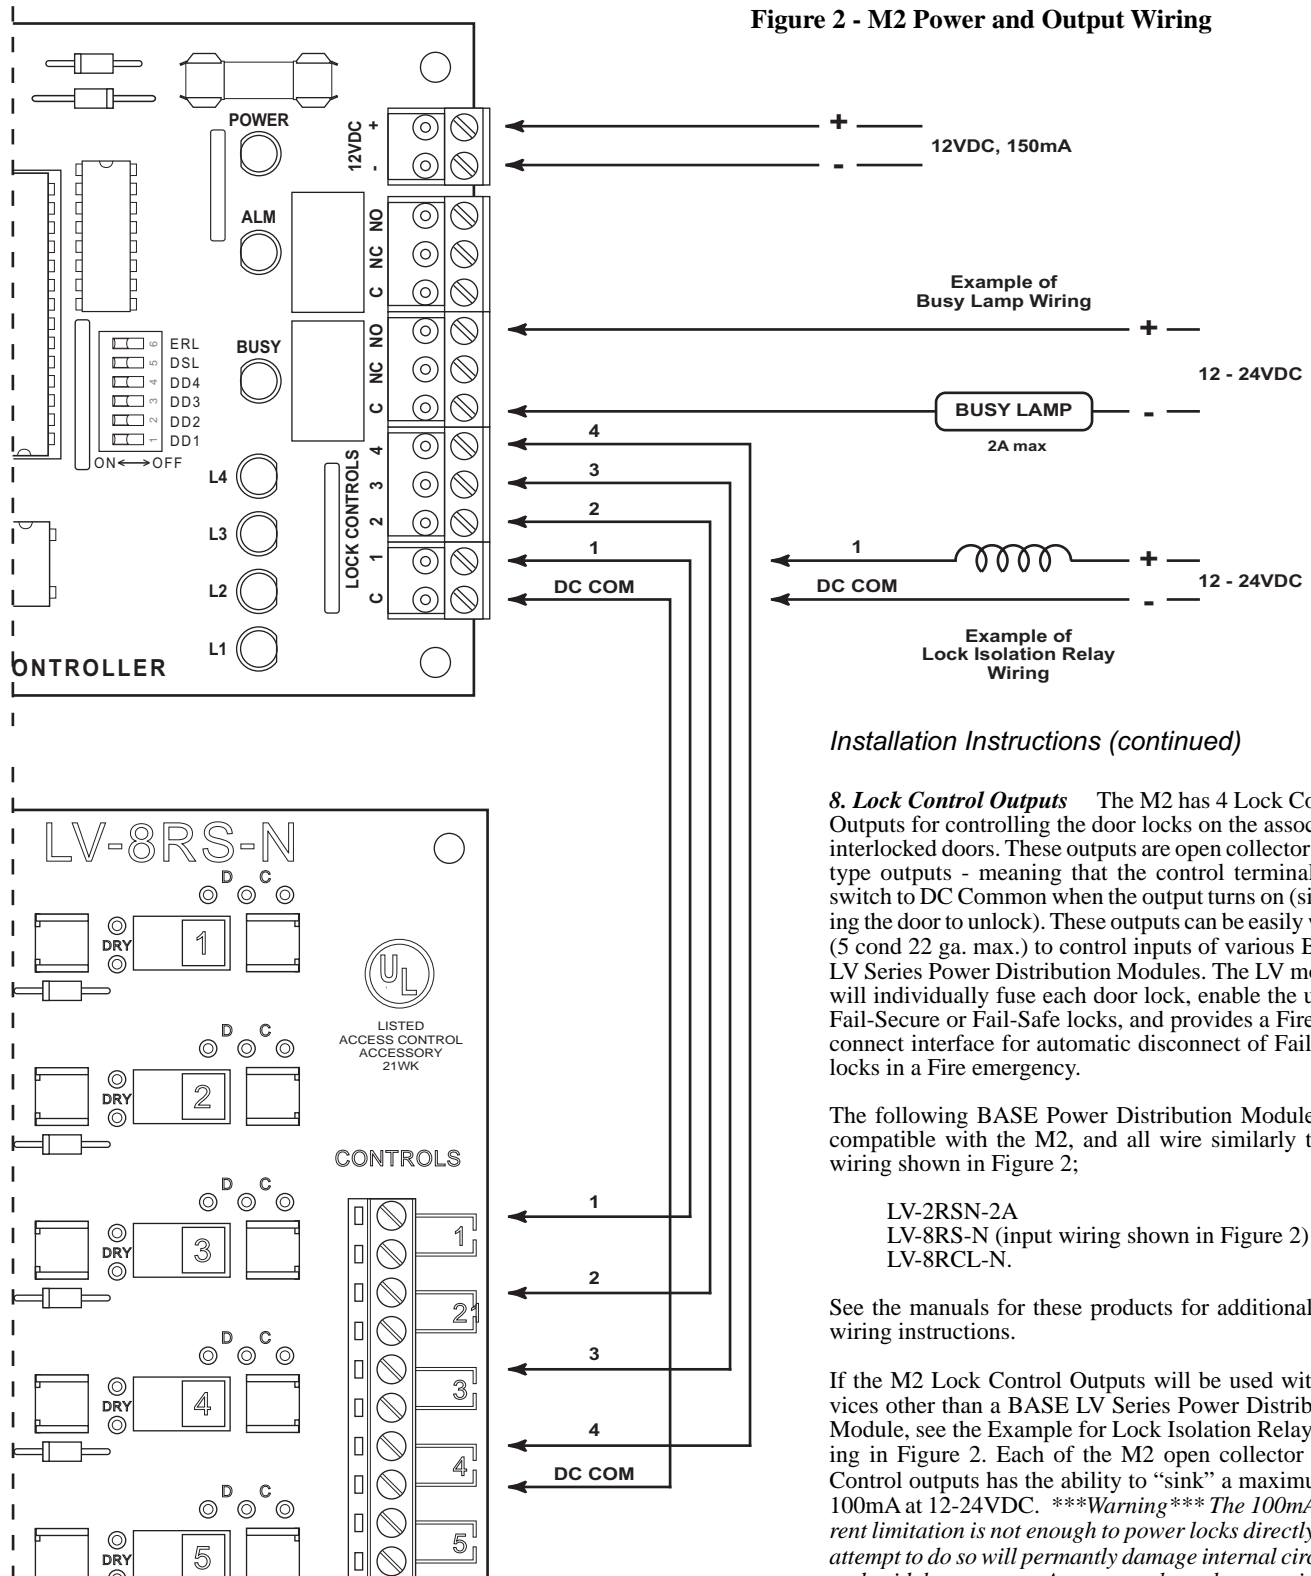 Figure 2 - M2 Power and Output Wiring
POWER
12VDC
+
-
+
-
12VDC, 150mA
ALM
NO
NC
C
Example of
Busy Lamp Wiring
BUSY
NO
NC
C
+
-
12 - 24VDC
BUSY LAMP
2A max
6 ERL
5 DSL
4 DD4
3 DD3
2 DD2
1 DD1
ON OFF
L4
L3
L2
L1
LOCK CONTROLS
4
3
2
1
C
4
3
2
1
DC COM
1
DC COM
+
-
12 - 24VDC
Example of
Lock Isolation Relay
Wiring
ONTROLLER
LV-8RS-N
D C
DRY
1
D C
DRY
2
D C
DRY
3
D C
DRY
4
D C
DRY
5
UL
LISTED
ACCESS CONTROL
ACCESSORY
21WK
CONTROLS
1
21
3
4
5
1
2
3
4
DC COM
Installation Instructions (continued)
8. Lock Control Outputs The M2 has 4 Lock Co
Outputs for controlling the door locks on the assoc
interlocked doors. These outputs are open collector
type outputs - meaning that the control terminal
switch to DC Common when the output turns on (si
ing the door to unlock). These outputs can be easily
(5 cond 22 ga. max.) to control inputs of various B
LV Series Power Distribution Modules. The LV mo
will individually fuse each door lock, enable the u
Fail-Secure or Fail-Safe locks, and provides a Fire
connect interface for automatic disconnect of Fail
locks in a Fire emergency.
The following BASE Power Distribution Module
compatible with the M2, and all wire similarly t
wiring shown in Figure 2;
LV-2RSN-2A
LV-8RS-N (input wiring shown in Figure 2)
LV-8RCL-N.
See the manuals for these products for additional
wiring instructions.
If the M2 Lock Control Outputs will be used wit
vices other than a BASE LV Series Power Distrib
Module, see the Example for Lock Isolation Relay
ing in Figure 2. Each of the M2 open collector
Control outputs has the ability to “sink” a maximu
100mA at 12-24VDC. ***Warning*** The 100mA
rent limitation is not enough to power locks directly
attempt to do so will permantly damage internal circ